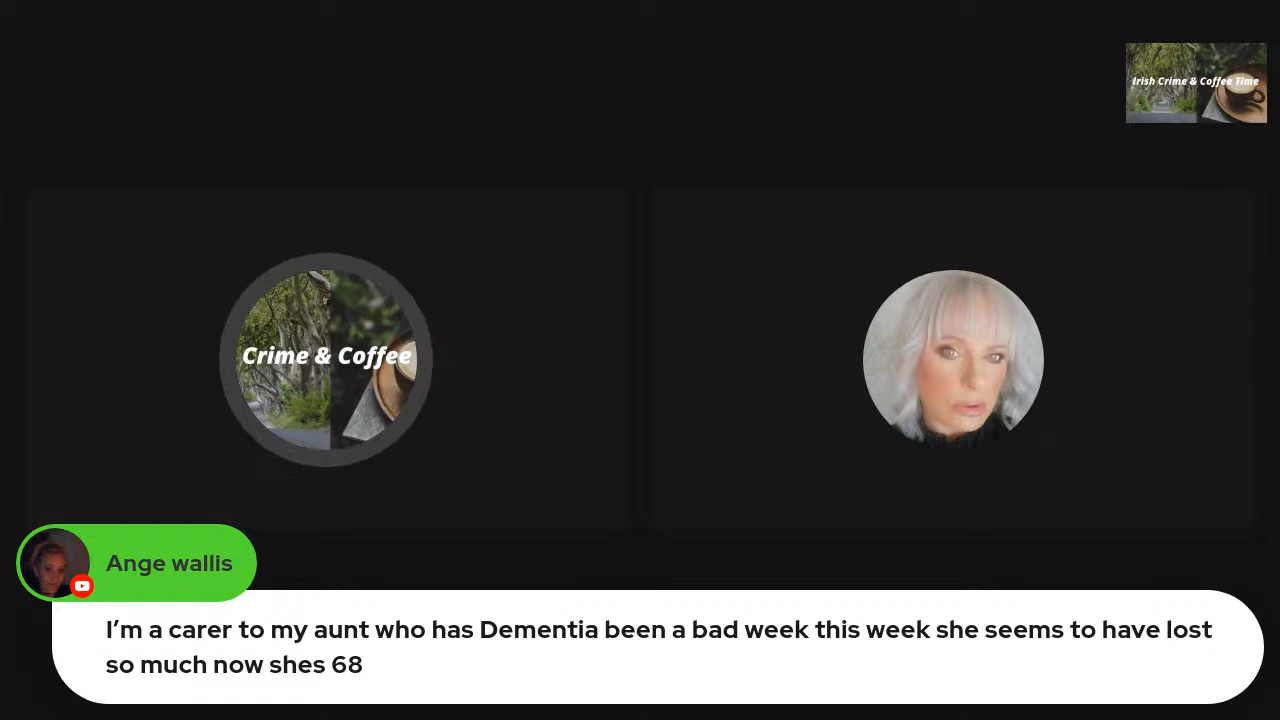 Irish Crime & Coffee Time
Crime & Coffee
Ange wallis
I'm a carer to my aunt who has Dementia been a bad week this week she seems to have lost
so much now shes 68